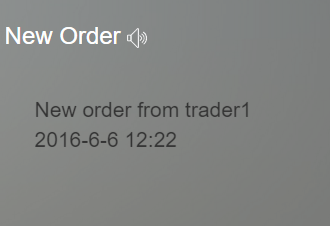 New Order
New order from trader1
2016-6-6 12:22